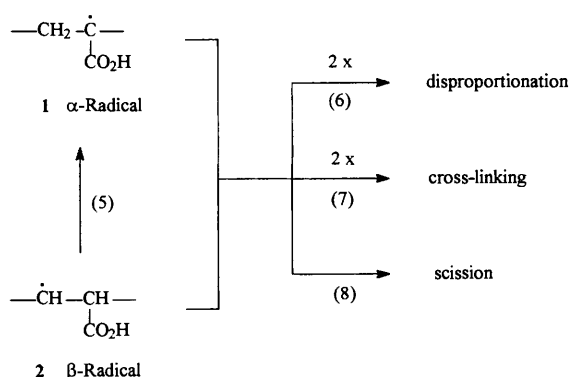 —CH₂—Ċ—
CO₂H
1 α-Radical
(5)
—ĊH—CH—
CO₂H
2 β-Radical
2 x
(6)
disproportionation
2 x
(7)
cross-linking
(8)
scission